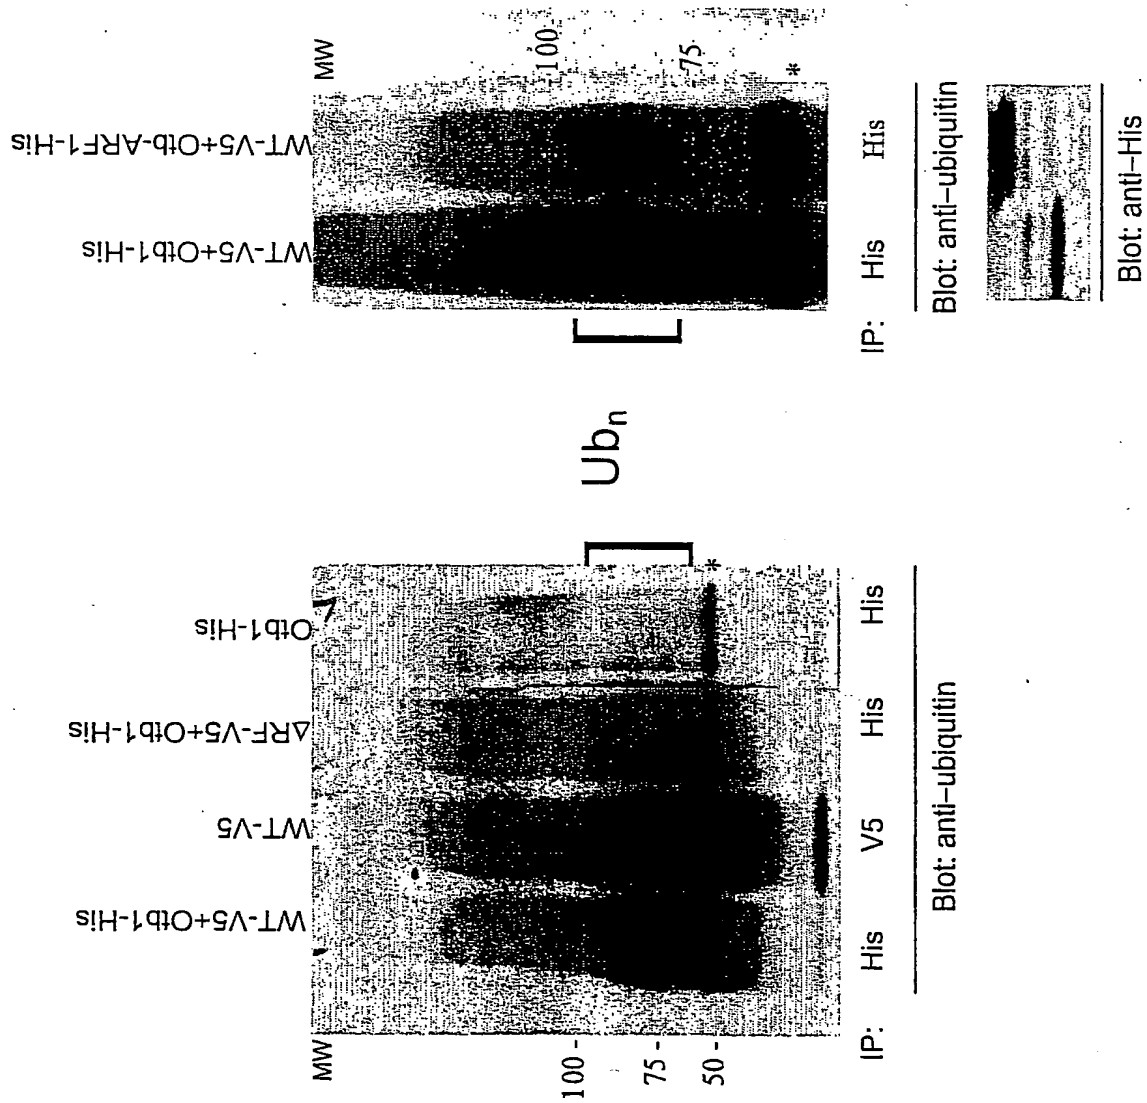 MW
WT-V5+Otb1-His
WT-V5
ΔRF-V5+Otb1-His
Otb1-His
100 -
75 -
50 -
*
IP: His V5 His His
Blot: anti–ubiquitin
Ubn
WT-V5+Otb1-His
WT-V5+Otb-ARF1-His
MW
-100-
-75-
*
IP: His His
Blot: anti–ubiquitin
Blot: anti–His